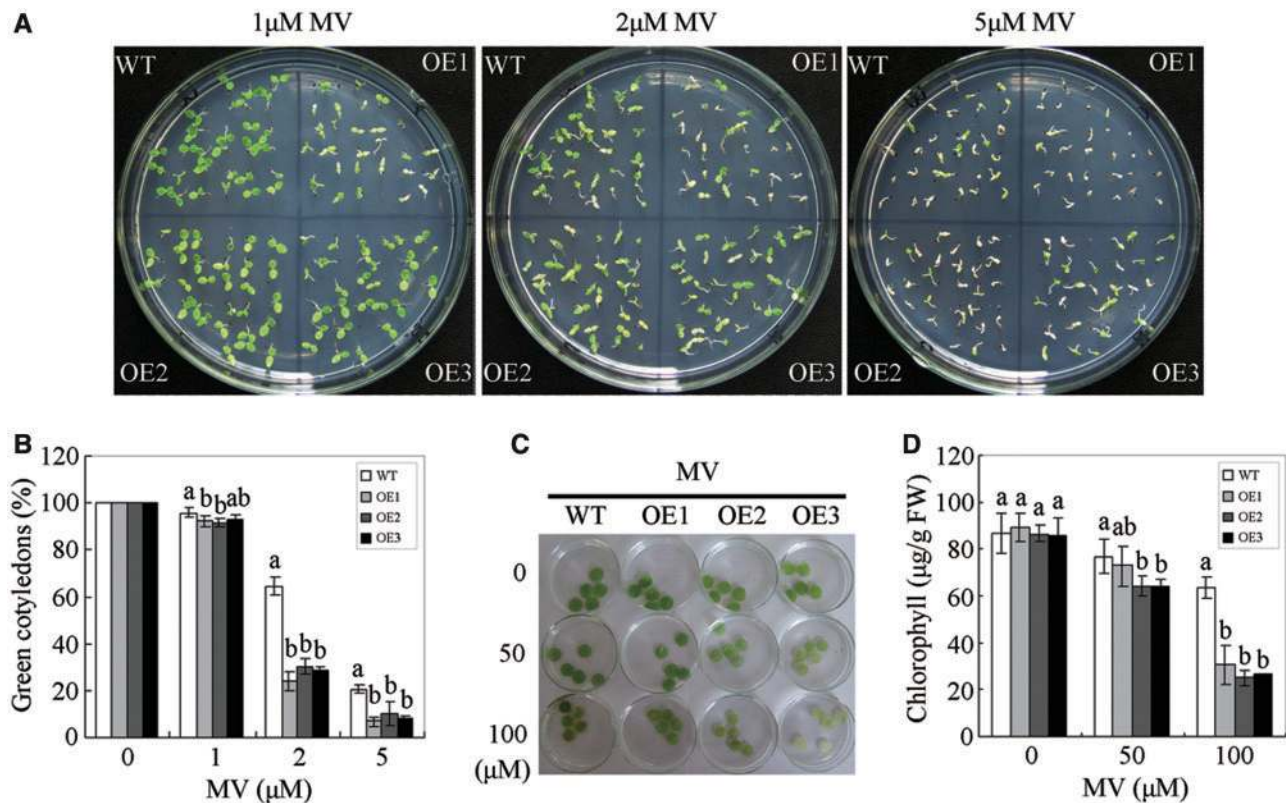 A
1μM MV
2μM MV
5μM MV
WT
OE1
OE2
OE3
WT
OE1
OE2
OE3
WT
OE1
OE2
OE3
B
Green cotyledons (%)
120
100
80
60
40
20
0
a b b ab
a b b b
a b b b
WT
OE1
OE2
OE3
0 1 2 5
MV (μM)
C
MV
WT OE1 OE2 OE3
0
50
100
(μM)
D
Chlorophyll (μg/g FW)
120
100
80
60
40
20
0
a a a a
a ab b b
a b b b
WT
OE1
OE2
OE3
0 50 100
MV (μM)